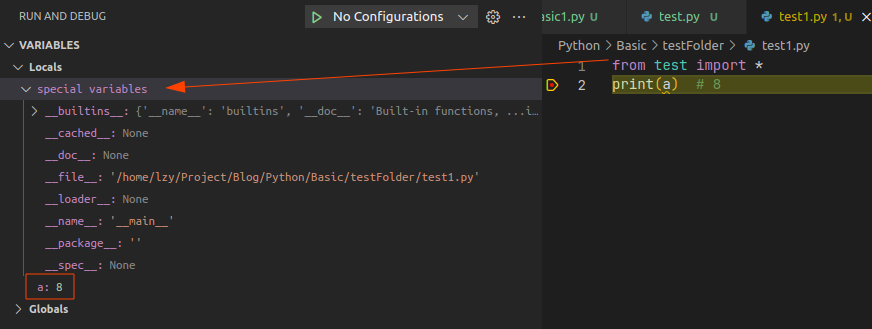 RUN AND DEBUG
No Configurations
VARIABLES
Locals
special variables
__builtins__: {'__name__': 'builtins', '__doc__': 'Built-in functions, ...i…
__cached__: None
__doc__: None
__file__: '/home/lzy/Project/Blog/Python/Basic/testFolder/test1.py'
__loader__: None
__name__: '__main__'
__package__: ''
__spec__: None
a: 8
Globals
asic1.py U
test.py U
test1.py 1, U
Python > Basic > testFolder > test1.py
1 from test import *
2 print(a) # 8